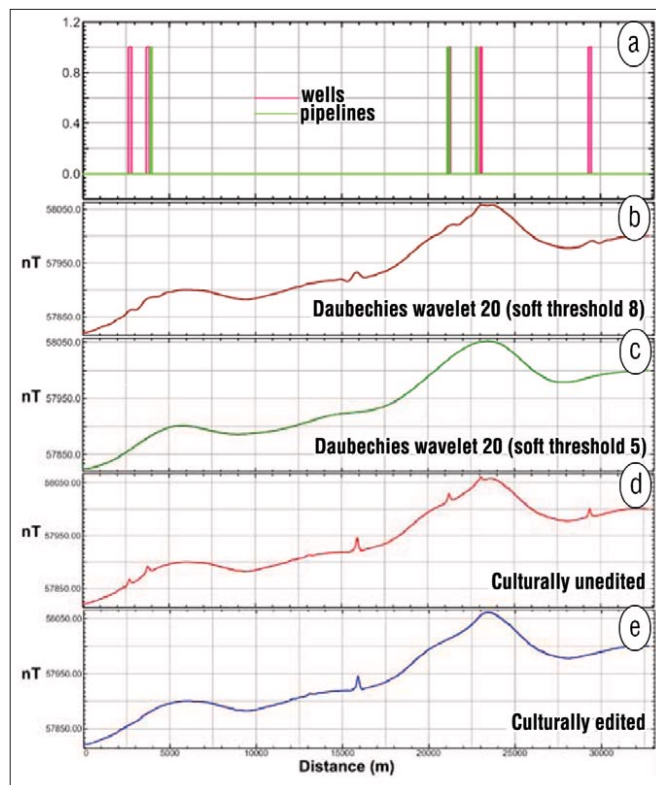 1.2
a
0.8
wells
pipelines
0.4
0.0
58050.0
b
nT
57950.0
57850.0
Daubechies wavelet 20 (soft threshold 8)
58050.0
c
nT
57950.0
57850.0
Daubechies wavelet 20 (soft threshold 5)
58050.00
d
nT
57950.00
57850.00
Culturally unedited
58050.00
e
nT
57950.00
57850.00
Culturally edited
0 5000 10000 15000 20000 25000 30000
Distance (m)